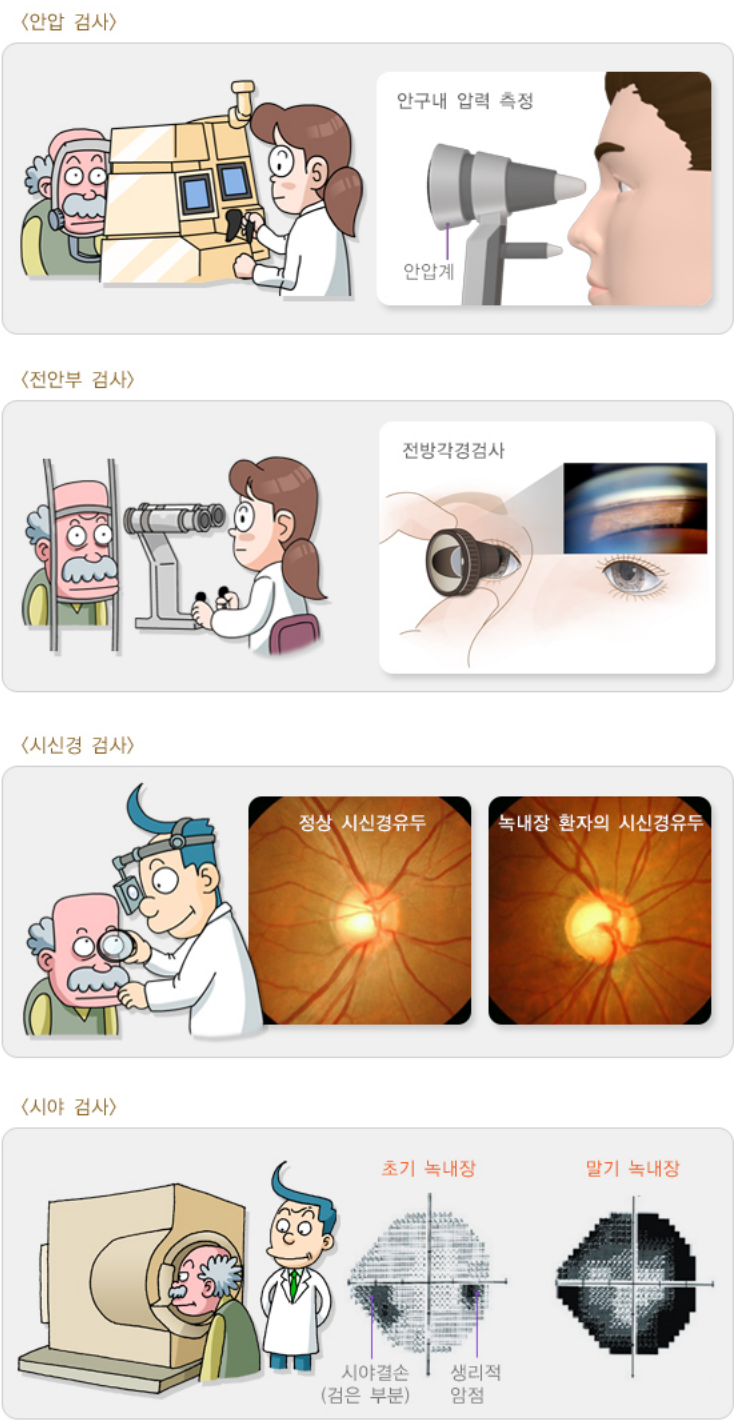 〈안압 검사〉
안구내 압력 측정
안압계
〈전안부 검사〉
전방각경검사
〈시신경 검사〉
정상 시신경유두
녹내장 환자의 시신경유두
〈시야 검사〉
초기 녹내장
말기 녹내장
시야결손
(검은 부분)
생리적
암점